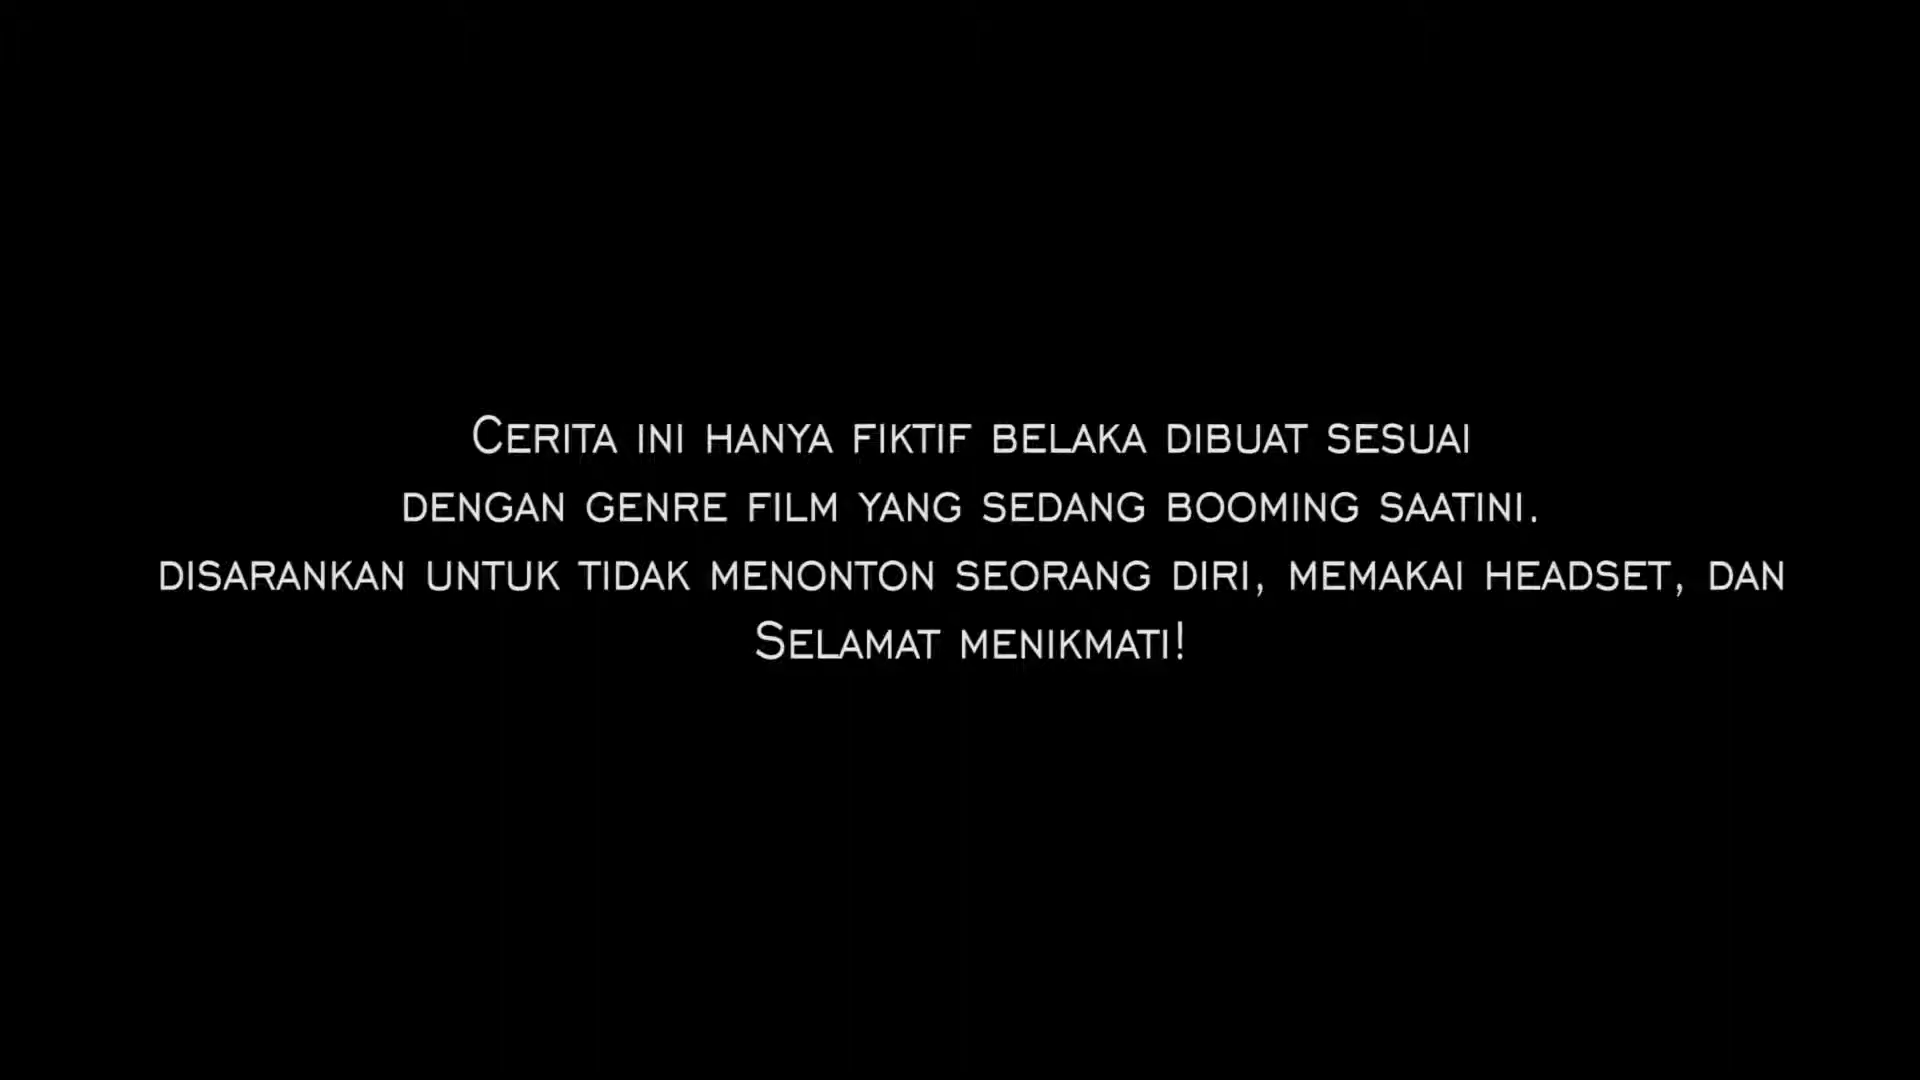 Cerita ini hanya fiktif belaka dibuat sesuai
dengan genre film yang sedang booming saatini.
disarankan untuk tidak menonton seorang diri, memakai headset, dan
Selamat menikmati!